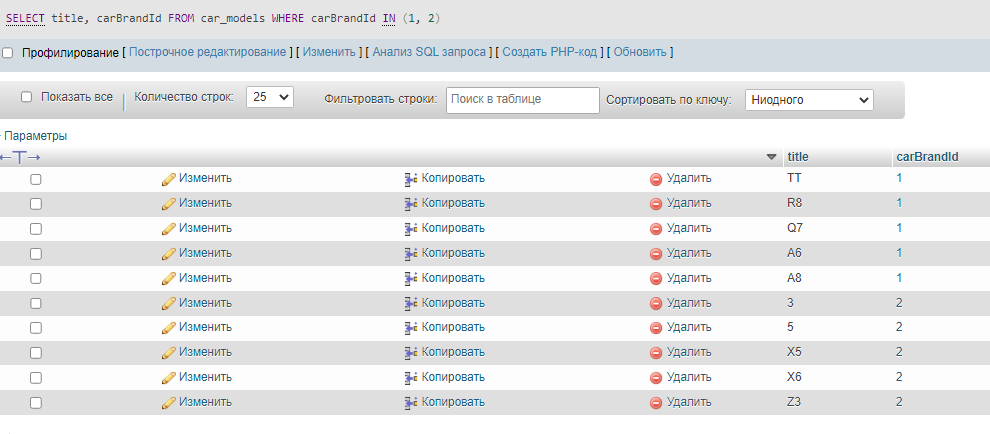 SELECT title, carBrandId FROM car_models WHERE carBrandId IN (1, 2)
Профилирование [ Построчное редактирование ] [ Изменить ] [ Анализ SQL запроса ] [ Создать PHP-код ] [ Обновить ]
Показать все Количество строк: 25 Фильтровать строки: Поиск в таблице Сортировать по ключу: Ниодного
Параметры
←T→ title carBrandId
Изменить Копировать Удалить TT 1
Изменить Копировать Удалить R8 1
Изменить Копировать Удалить Q7 1
Изменить Копировать Удалить A6 1
Изменить Копировать Удалить A8 1
Изменить Копировать Удалить 3 2
Изменить Копировать Удалить 5 2
Изменить Копировать Удалить X5 2
Изменить Копировать Удалить X6 2
Изменить Копировать Удалить Z3 2